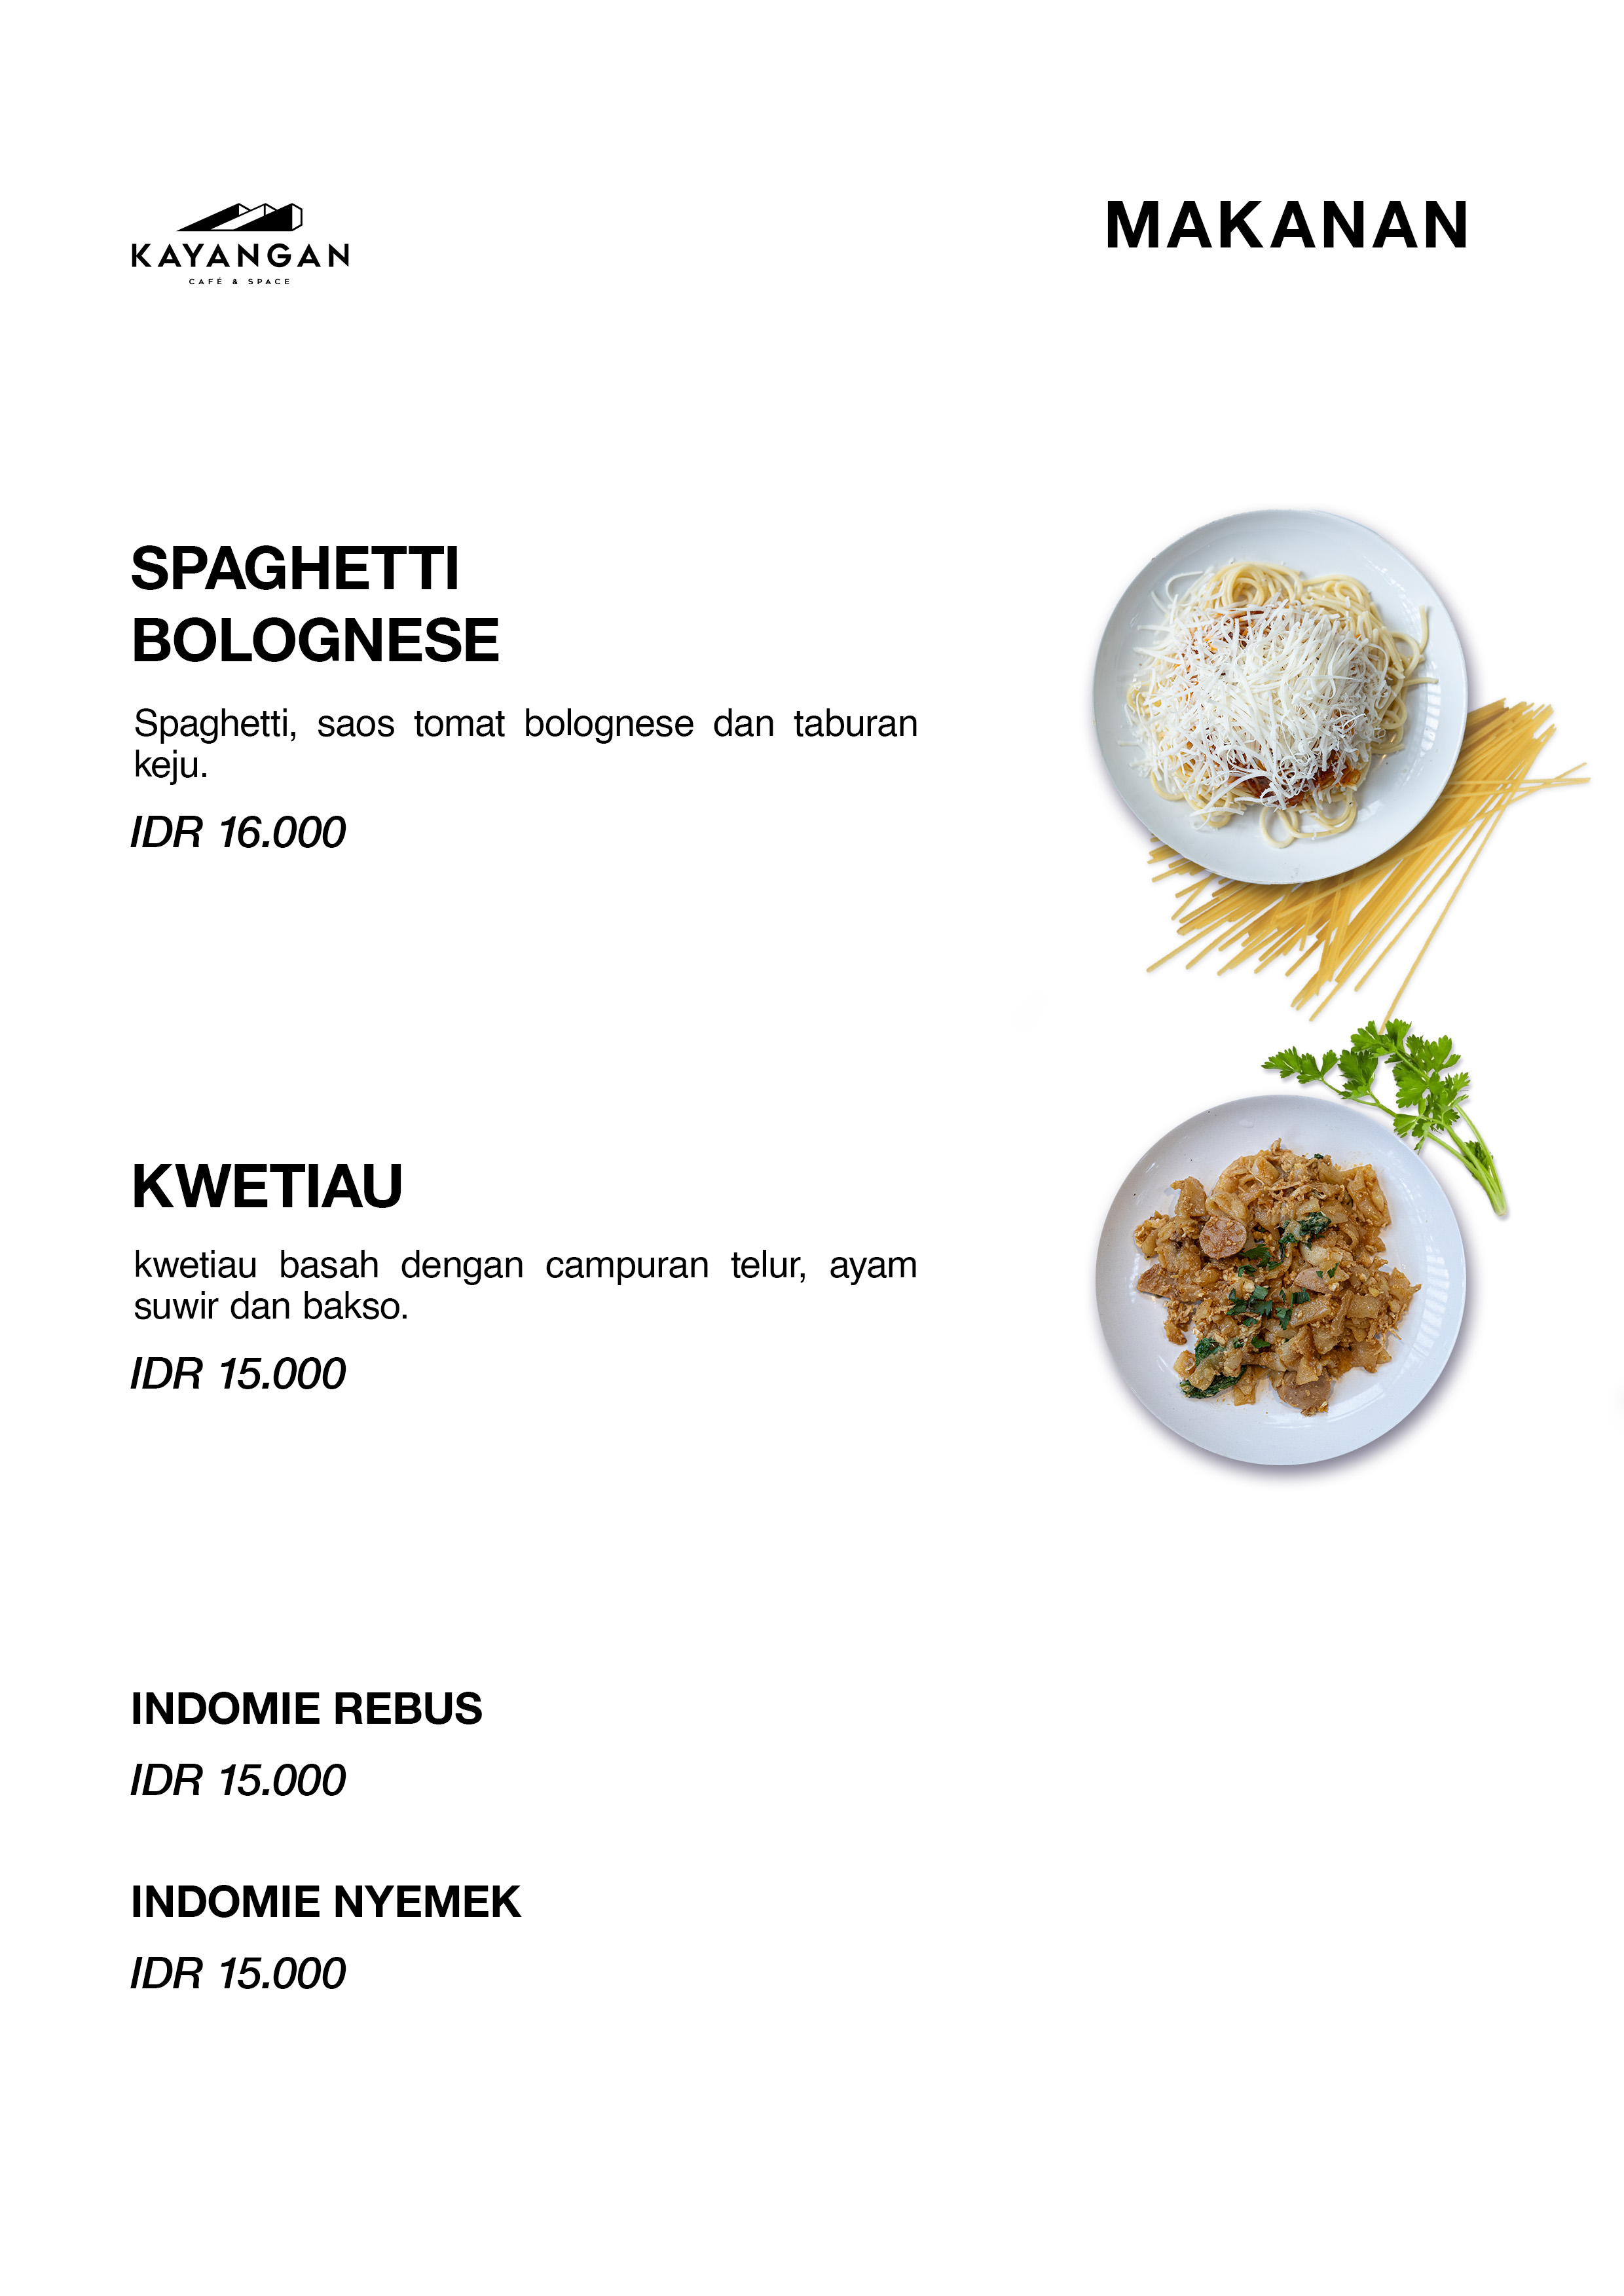 KAYANGAN
CAFÉ & SPACE
MAKANAN
SPAGHETTI
BOLOGNESE
Spaghetti, saos tomat bolognese dan taburan
keju.
IDR 16.000
KWETIAU
kwetiau basah dengan campuran telur, ayam
suwir dan bakso.
IDR 15.000
INDOMIE REBUS
IDR 15.000
INDOMIE NYEMEK
IDR 15.000